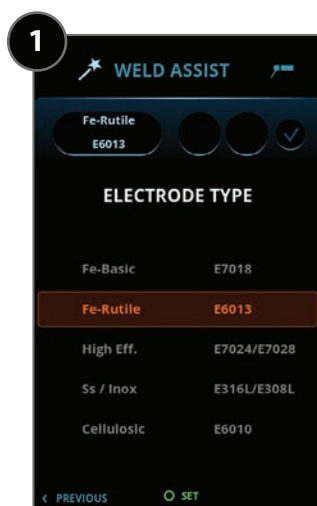 1
WELD ASSIST
Fe-Rutile
E6013
ELECTRODE TYPE
Fe-Basic E7018
Fe-Rutile E6013
High Eff. E7024/E7028
Ss / Inox E316L/E308L
Cellulosic E6010
< PREVIOUS SET